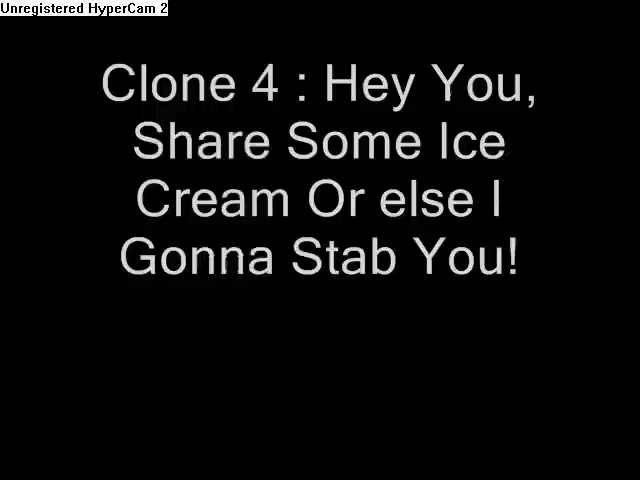 Unregistered HyperCam 2
Clone 4 : Hey You,
Share Some Ice
Cream Or else I
Gonna Stab You!